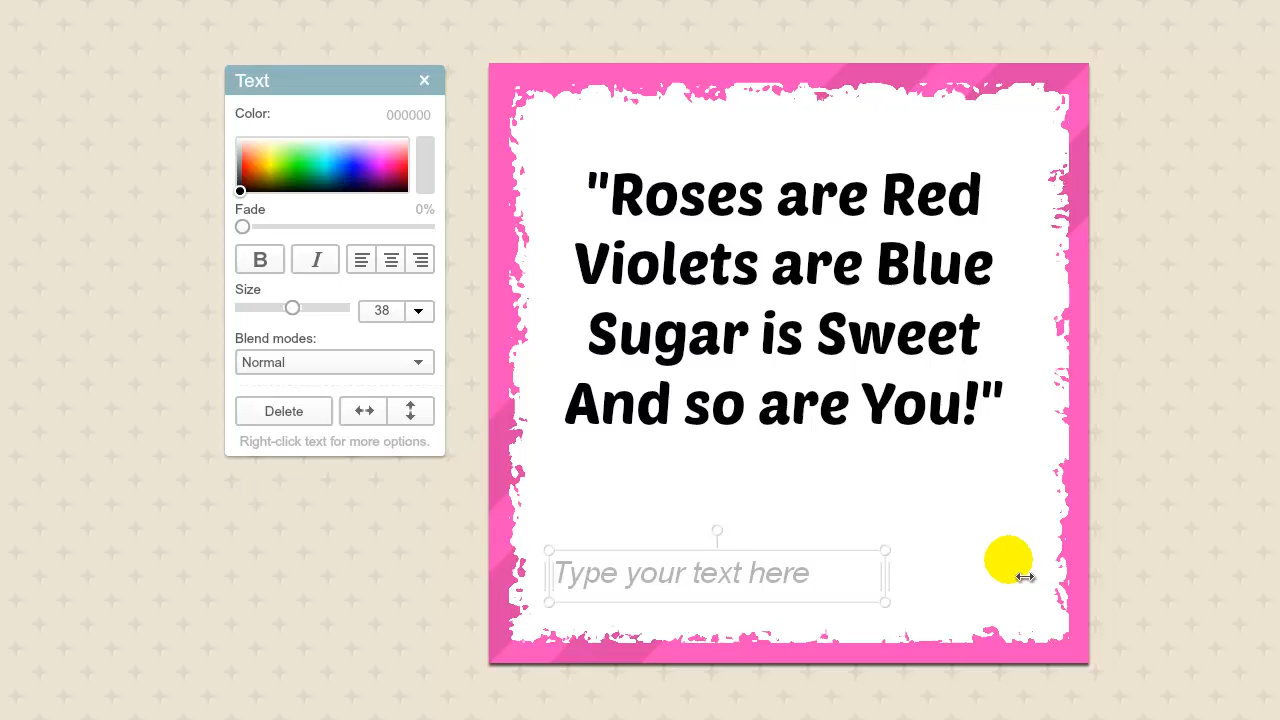 Text
Color: 000000
Fade 0%
B I
Size
38
Blend modes:
Normal
Delete
Right-click text for more options.
"Roses are Red
Violets are Blue
Sugar is Sweet
And so are You!"
Type your text here